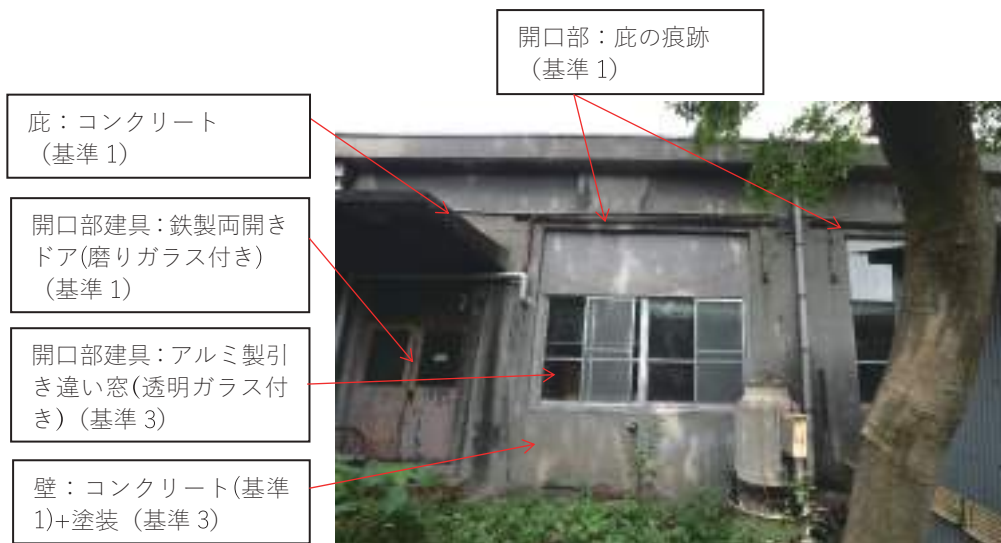 開口部：庇の痕跡
（基準 1）
庇：コンクリート
（基準 1）
開口部建具：鉄製両開き
ドア(磨りガラス付き)
（基準 1）
開口部建具：アルミ製引
き違い窓(透明ガラス付
き)（基準 3）
壁：コンクリート(基準
1)+塗装（基準 3）